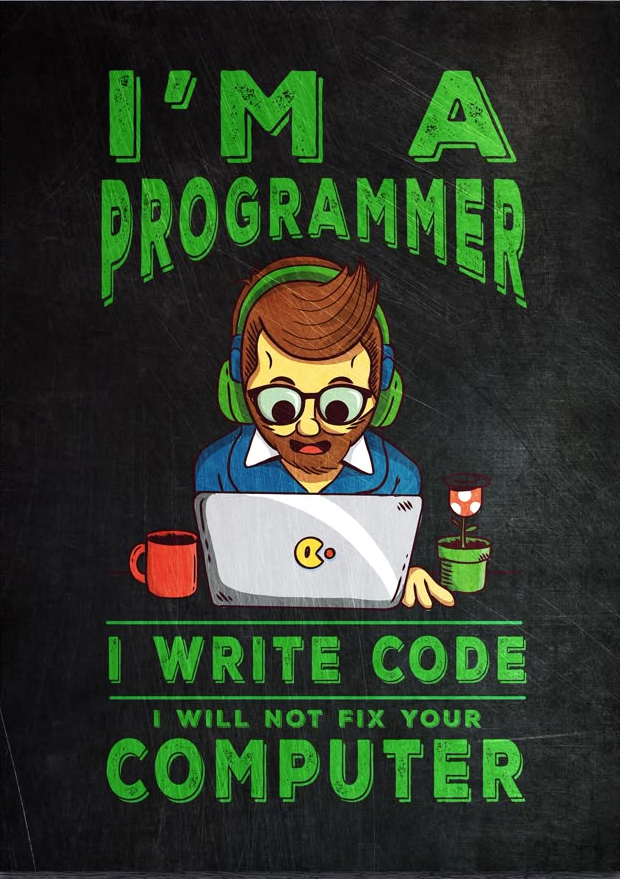 I'M A
PROGRAMMER
I WRITE CODE
I WILL NOT FIX YOUR
COMPUTER